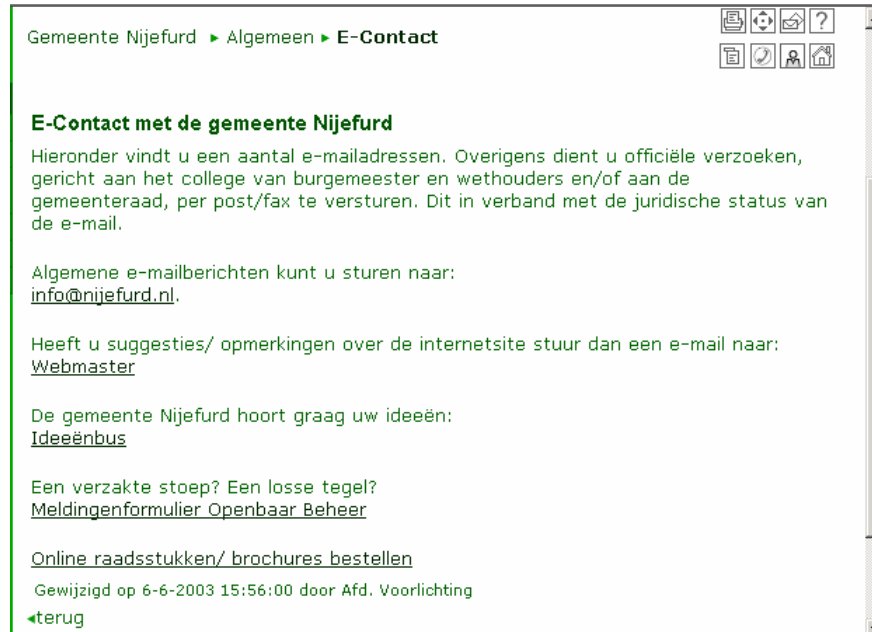 Gemeente Nijefurd ▸ Algemeen ▸ E-Contact
?
E-Contact met de gemeente Nijefurd
Hieronder vindt u een aantal e-mailadressen. Overigens dient u officiële verzoeken,
gericht aan het college van burgemeester en wethouders en/of aan de
gemeenteraad, per post/fax te versturen. Dit in verband met de juridische status van
de e-mail.
Algemene e-mailberichten kunt u sturen naar:
info@nijefurd.nl.
Heeft u suggesties/ opmerkingen over de internetsite stuur dan een e-mail naar:
Webmaster
De gemeente Nijefurd hoort graag uw ideeën:
Ideeënbus
Een verzakte stoep? Een losse tegel?
Meldingenformulier Openbaar Beheer
Online raadsstukken/ brochures bestellen
Gewijzigd op 6-6-2003 15:56:00 door Afd. Voorlichting
◂terug